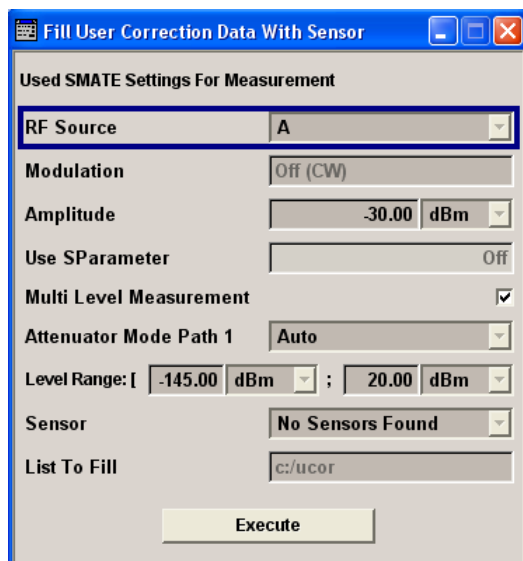 Fill User Correction Data With Sensor
Used SMATE Settings For Measurement
RF Source A
Modulation Off (CW)
Amplitude -30.00 dBm
Use SParameter Off
Multi Level Measurement
Attenuator Mode Path 1 Auto
Level Range: [ -145.00 dBm ; 20.00 dBm
Sensor No Sensors Found
List To Fill c:/ucor
Execute